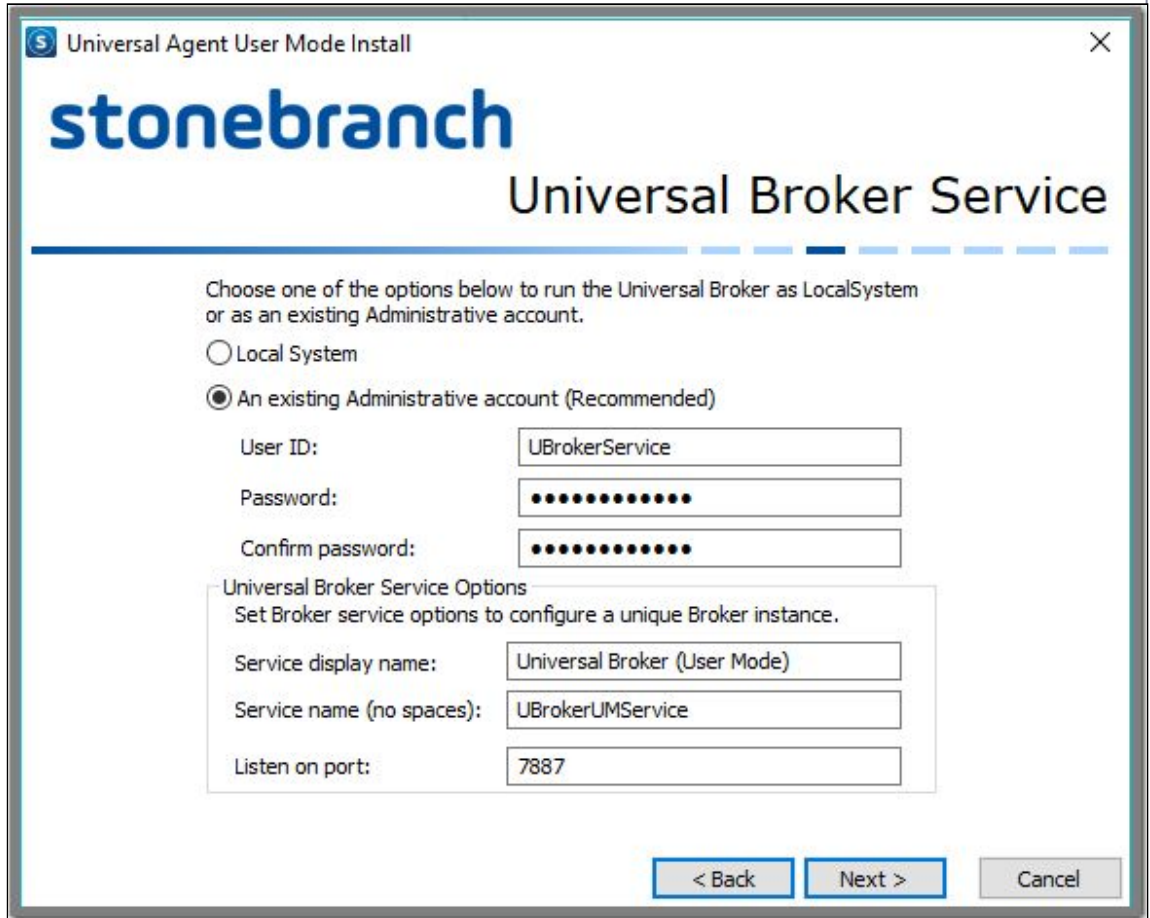 S Universal Agent User Mode Install
stonebranch
Universal Broker Service
Choose one of the options below to run the Universal Broker as LocalSystem
or as an existing Administrative account.
Local System
An existing Administrative account (Recommended)
User ID: UBrokerService
Password: ●●●●●●●●●●●●
Confirm password: ●●●●●●●●●●●●
Universal Broker Service Options
Set Broker service options to configure a unique Broker instance.
Service display name: Universal Broker (User Mode)
Service name (no spaces): UBrokerUMService
Listen on port: 7887
< Back Next > Cancel